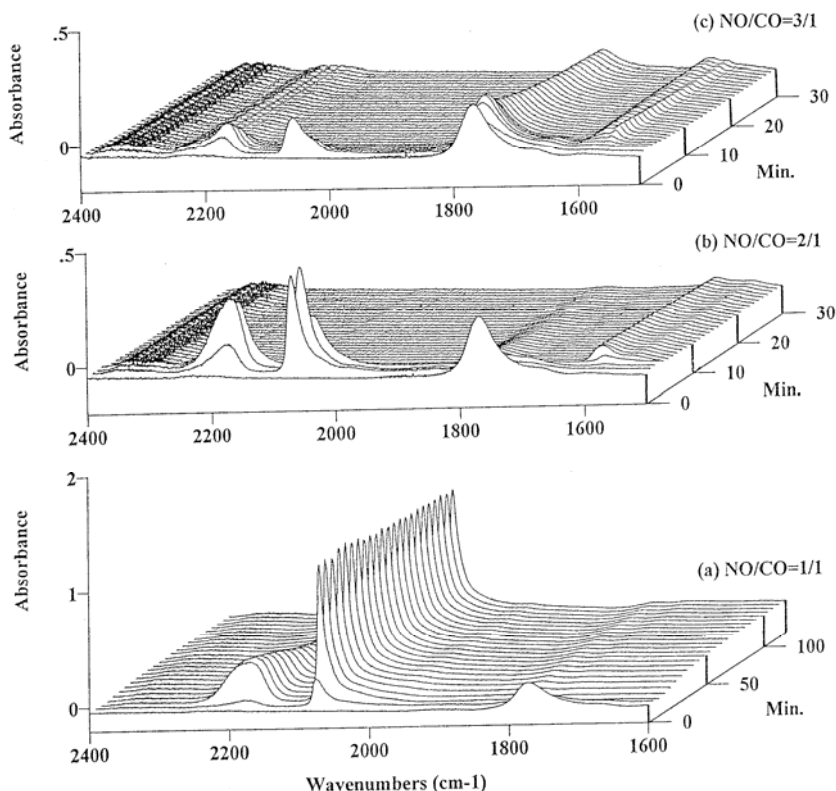 (c) NO/CO=3/1
.5
0
Absorbance
30
20
10
0
Min.
2400 2200 2000 1800 1600
(b) NO/CO=2/1
.5
0
Absorbance
30
20
10
0
Min.
2400 2200 2000 1800 1600
(a) NO/CO=1/1
2
1
0
Absorbance
100
50
0
Min.
2400 2200 2000 1800 1600
Wavenumbers (cm-1)